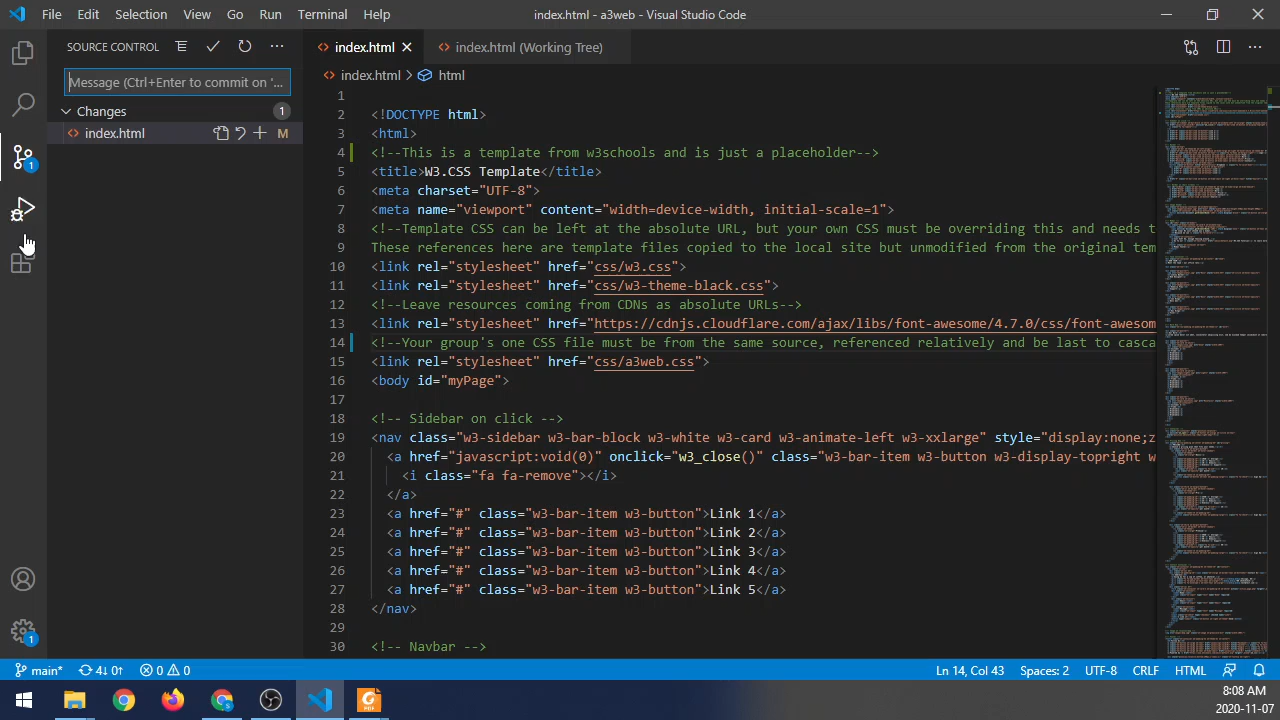 File Edit Selection View Go Run Terminal Help
index.html - a3web - Visual Studio Code
SOURCE CONTROL
Message (Ctrl+Enter to commit on '...
Changes 1
index.html M
1
1
index.html
index.html (Working Tree)
index.html > html
1
2 <!DOCTYPE html>
3 <html>
4 <!--This is a template from w3schools and is just a placeholder-->
5 <title>W3.CSS Template</title>
6 <meta charset="UTF-8">
7 <meta name="viewport" content="width=device-width, initial-scale=1">
8 <!--Template CSS can be left at the absolute URL, but your own CSS must be overriding this and needs t
9 These references are template files copied to the local site but unmodified from the original tem
10 <link rel="stylesheet" href="css/w3.css">
11 <link rel="stylesheet" href="css/w3-theme-black.css">
12 <!--Leave resources coming from CDNs as absolute URLS-->
13 <link rel="stylesheet" href="https://cdnjs.cloudflare.com/ajax/libs/font-awesome/4.7.0/css/font-awesom
14 <!--Your group CSS file must be from the same source, referenced relatively and be last to casca
15 <link rel="stylesheet" href="css/a3web.css">
16 <body id="myPage">
17
18 <!-- Sidebar on click -->
19 <nav class="w3-sidebar w3-bar-block w3-white w3-card w3-animate-left w3-xxlarge" style="display:none;z
20 <a href="javascript:void(0)" onclick="w3_close()" class="w3-bar-item w3-button w3-display-topright w
21 <i class="fa fa-remove"></i>
22 </a>
23 <a href="#" class="w3-bar-item w3-button">Link 1</a>
24 <a href="#" class="w3-bar-item w3-button">Link 2</a>
25 <a href="#" class="w3-bar-item w3-button">Link 3</a>
26 <a href="#" class="w3-bar-item w3-button">Link 4</a>
27 <a href="#" class="w3-bar-item w3-button">Link 5</a>
28 </nav>
29
30 <!-- Navbar -->
main* 4↓ 0↑ 0 0
Ln 14, Col 43 Spaces: 2 UTF-8 CRLF HTML
8:08 AM
2020-11-07